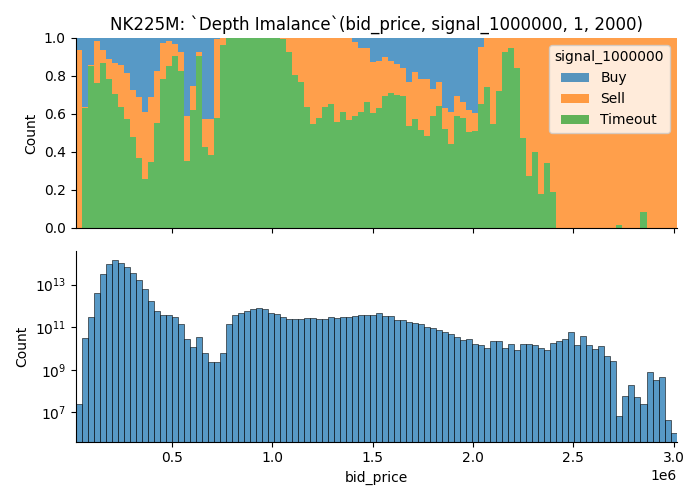 NK225M: `Depth Imalance`(bid_price, signal_1000000, 1, 2000)
1.0
0.8
0.6
0.4
0.2
0.0
Count
signal_1000000
Buy
Sell
Timeout
10^13
10^11
10^9
10^7
Count
0.5
1.0
1.5
2.0
2.5
3.0
1e6
bid_price